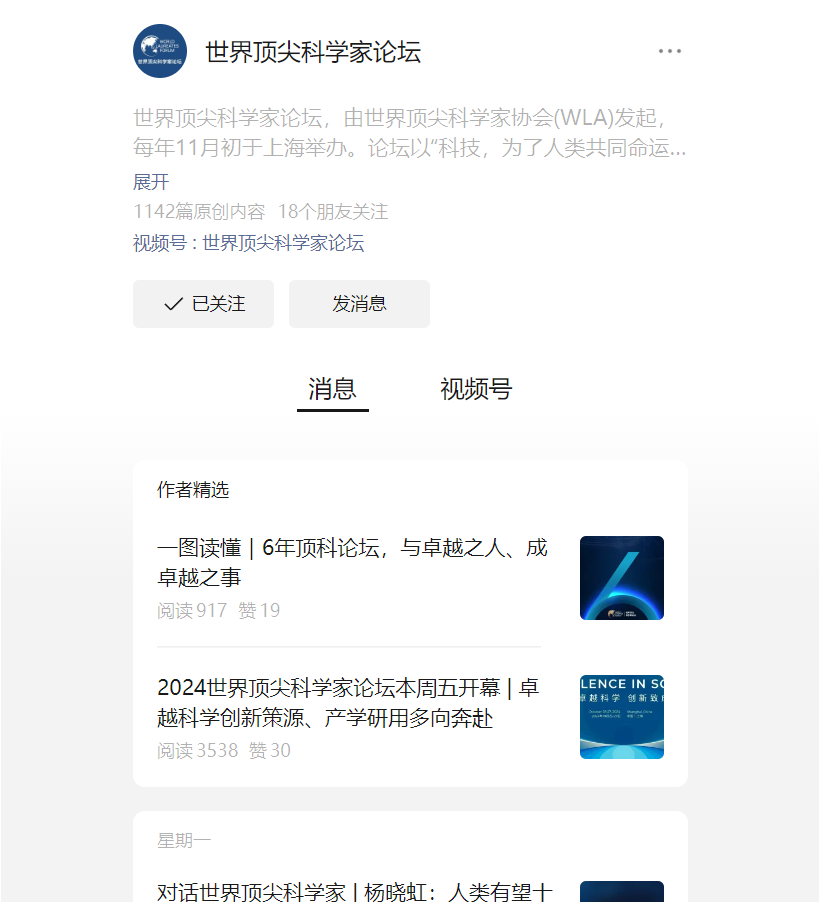 WORLD
LAUREATES
FORUM
世界顶尖科学家论坛
世界顶尖科学家论坛
世界顶尖科学家论坛，由世界顶尖科学家协会(WLA)发起，
每年11月初于上海举办。论坛以“科技，为了人类共同命运...
展开
1142篇原创内容 18个朋友关注
视频号 : 世界顶尖科学家论坛
已关注
发消息
消息
视频号
作者精选
一图读懂 | 6年顶科论坛，与卓越之人、成
卓越之事
阅读 917 赞 19
2024世界顶尖科学家论坛本周五开幕 | 卓
越科学创新策源、产学研用多向奔赴
阅读 3538 赞 30
LENCE IN SC
卓越科学 创新致
星期一
对话世界顶尖科学家 | 杨晓虹：人类有望十